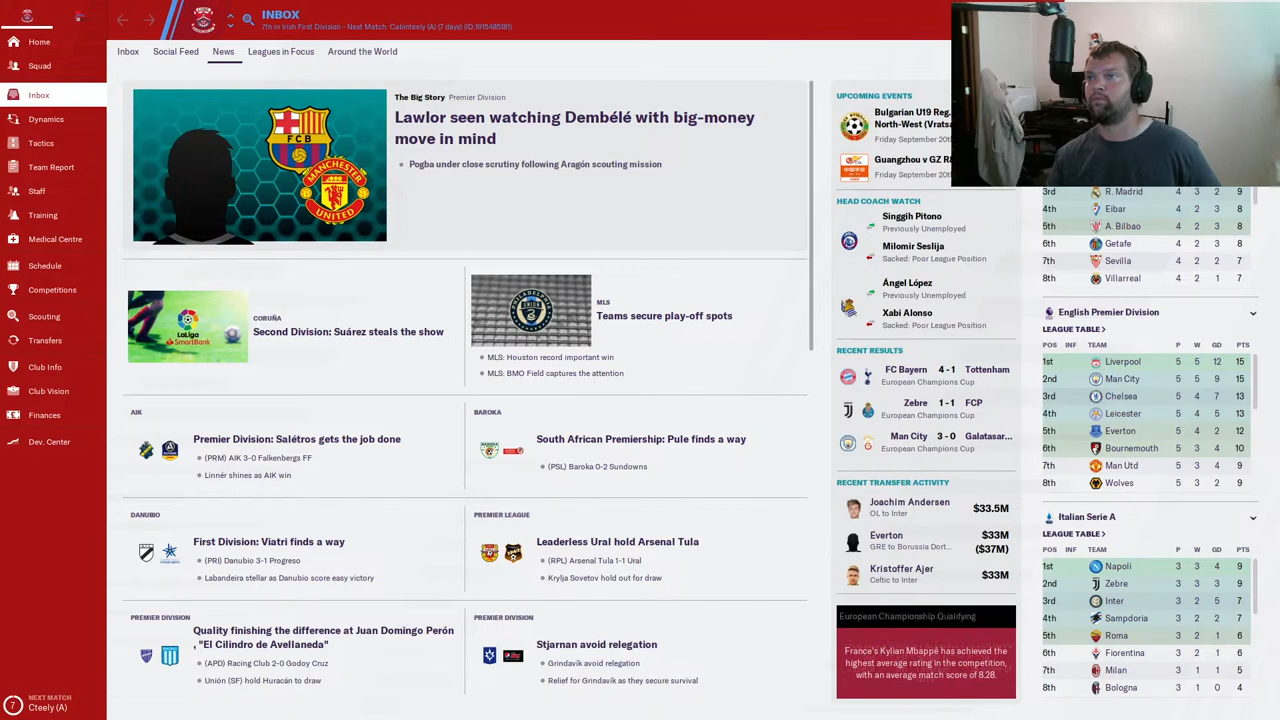 INBOX
7th in Irish First Division - Next Match: Cabinteely (A) (7 days) (ID:1916485191)
Home
Squad
Inbox
Dynamics
Tactics
Team Report
Staff
Training
Medical Centre
Schedule
Competitions
Scouting
Transfers
Club Info
Club Vision
Finances
Dev. Center
7
NEXT MATCH
Cteely (A)
Inbox
Social Feed
News
Leagues in Focus
Around the World
FCB
MANCHESTER
UNITED
The Big Story Premier Division
Lawlor seen watching Dembélé with big-money
move in mind
Pogba under close scrutiny following Aragón scouting mission
LaLiga
SmartBank
CORUÑA
Second Division: Suárez steals the show
PHILADELPHIA
UNION
MLS
Teams secure play-off spots
MLS: Houston record important win
MLS: BMO Field captures the attention
AIK
Premier Division: Salétros gets the job done
(PRM) AIK 3-0 Falkenbergs FF
Linnér shines as AIK win
BAROKA
South African Premiership: Pule finds a way
(PSL) Baroka 0-2 Sundowns
DANUBIO
First Division: Viatri finds a way
(PRI) Danubio 3-1 Progreso
Labandeira stellar as Danubio score easy victory
PREMIER LEAGUE
Leaderless Ural hold Arsenal Tula
(RPL) Arsenal Tula 1-1 Ural
Krylja Sovetov hold out for draw
PREMIER DIVISION
Quality finishing the difference at Juan Domingo Perón
, "El Cilindro de Avellaneda"
(APD) Racing Club 2-0 Godoy Cruz
Unión (SF) hold Huracán to draw
PREMIER DIVISION
Stjarnan avoid relegation
Grindavík avoid relegation
Relief for Grindavík as they secure survival
UPCOMING EVENTS
Bulgarian U19 Reg.
North-West (Vratsa
Friday September 20th
Guangzhou v GZ R&
Friday September 20th
HEAD COACH WATCH
Singgih Pitono
Previously Unemployed
Milomir Seslija
Sacked: Poor League Position
Ángel López
Previously Unemployed
Xabi Alonso
Sacked: Poor League Position
RECENT RESULTS
FC Bayern 4-1 Tottenham
European Champions Cup
Zebre 1-1 FCP
European Champions Cup
Man City 3-0 Galatasar...
European Champions Cup
RECENT TRANSFER ACTIVITY
Joachim Andersen
OL to Inter
$33.5M
Everton
GRE to Borussia Dort...
$33M
($37M)
Kristoffer Ajer
Celtic to Inter
$33M
European Championship Qualifying
France's Kylian Mbappé has achieved the
highest average rating in the competition,
with an average match score of 8.28.
3rd R. Madrid 4 3 2 9
4th Eibar 4 2 3 8
5th A. Bilbao 4 2 3 8
6th Getafe 4 2 3 8
7th Sevilla 4 2 2 7
8th Villarreal 4 2 1 7
English Premier Division
LEAGUE TABLE >
POS INF TEAM P W GD PTS
1st Liverpool 5 5 12 15
2nd Man City 5 5 9 15
3rd Chelsea 5 4 7 13
4th Leicester 5 4 5 13
5th Everton 5 4 3 12
6th Bournemouth 5 3 4 10
7th Man Utd 5 3 4 9
8th Wolves 5 3 2 9
Italian Serie A
LEAGUE TABLE >
POS INF TEAM P W GD PTS
1st Napoli 3 3 4 9
2nd Zebre 3 3 3 9
3rd Inter 3 2 5 7
4th Sampdoria 3 2 2 7
5th Roma 3 2 1 6
6th Fiorentina 3 2 1 6
7th Milan 3 1 1 5
8th Bologna 3 1 0 4